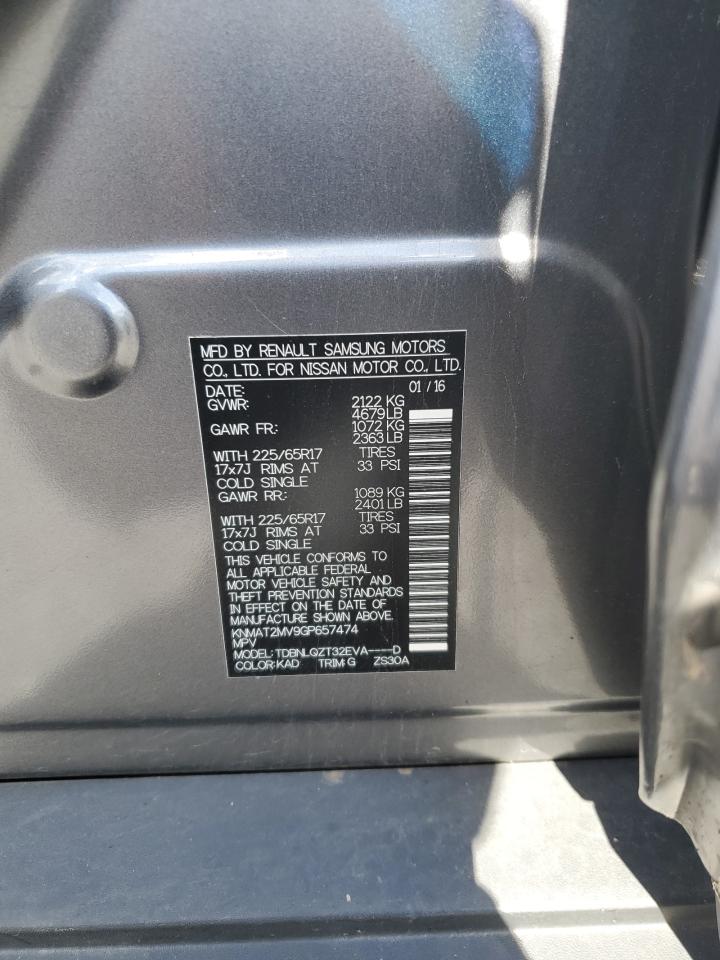 MFD BY RENAULT SAMSUNG MOTORS
CO., LTD. FOR NISSAN MOTOR CO., LTD.
DATE: 01 / 16
GVWR: 2122 KG
4679 LB
GAWR FR: 1072 KG
2363 LB
WITH 225/65R17 TIRES
17x7J RIMS AT 33 PSI
COLD SINGLE
GAWR RR: 1089 KG
2401 LB
WITH 225/65R17 TIRES
17x7J RIMS AT 33 PSI
COLD SINGLE
THIS VEHICLE CONFORMS TO
ALL APPLICABLE FEDERAL
MOTOR VEHICLE SAFETY AND
THEFT PREVENTION STANDARDS
IN EFFECT ON THE DATE OF
MANUFACTURE SHOWN ABOVE.
KNMAT2MV9GP657474
MPV
MODEL: TDBNLQZT32EVA----D
COLOR: KAD TRIM: G ZS30A